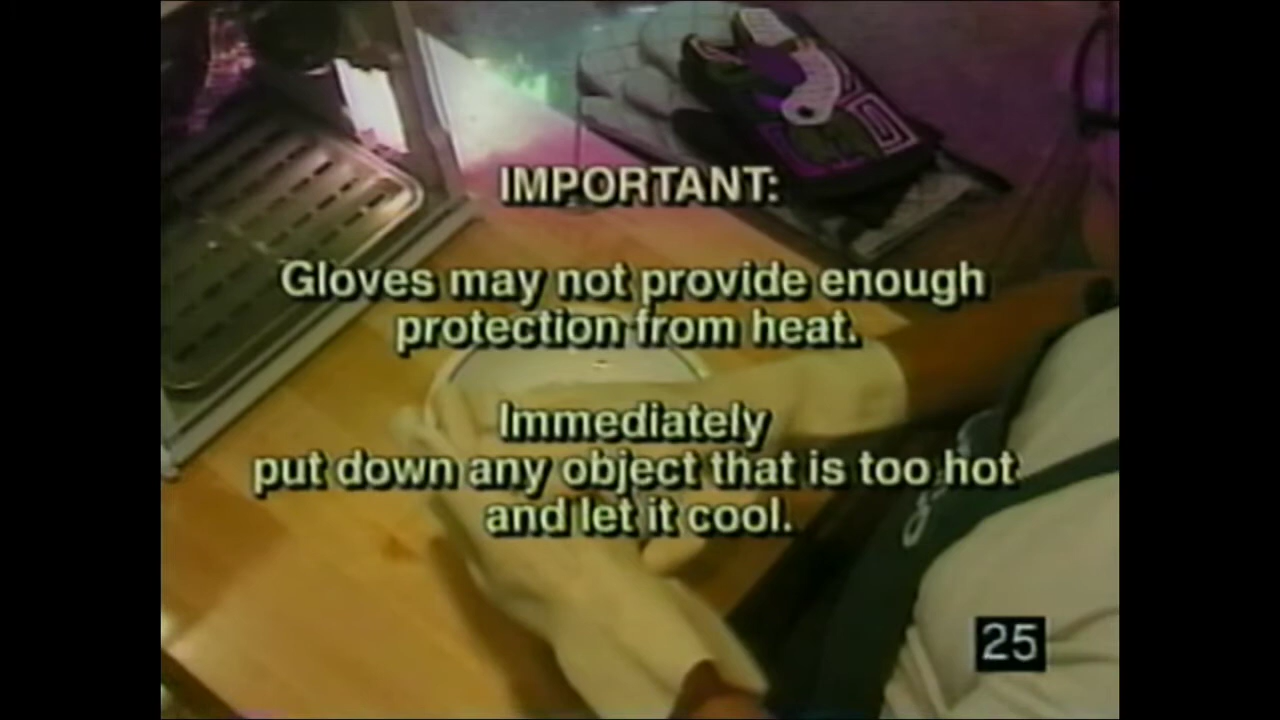 IMPORTANT:
Gloves may not provide enough
protection from heat.
Immediately
put down any object that is too hot
and let it cool.
25